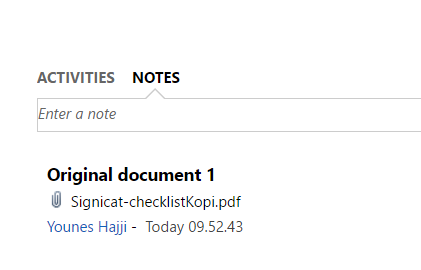 ACTIVITIES NOTES
Enter a note
Original document 1
Signicat-checklistKopi.pdf
Younes Hajji - Today 09.52.43